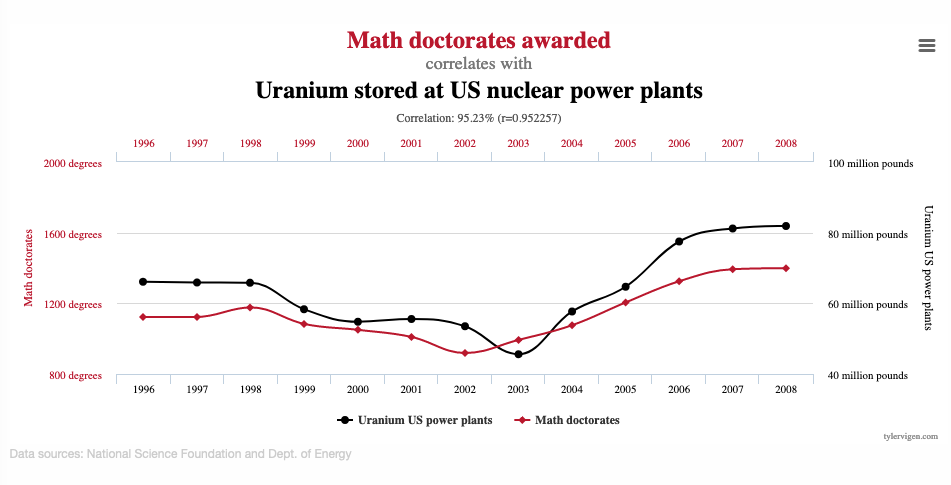 Math doctorates awarded
correlates with
Uranium stored at US nuclear power plants
Correlation: 95.23% (r=0.952257)
1996 1997 1998 1999 2000 2001 2002 2003 2004 2005 2006 2007 2008
2000 degrees 100 million pounds
1600 degrees 80 million pounds
1200 degrees 60 million pounds
800 degrees 40 million pounds
Math doctorates
Uranium US power plants
1996 1997 1998 1999 2000 2001 2002 2003 2004 2005 2006 2007 2008
Uranium US power plants Math doctorates
tylervigen.com
Data sources: National Science Foundation and Dept. of Energy